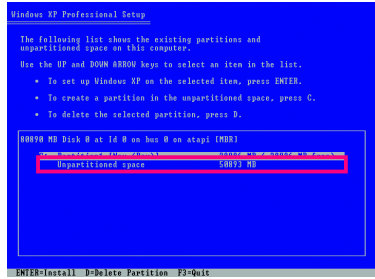 Windows XP Professional Setup
The following list shows the existing partitions and
unpartitioned space on this computer.
Use the UP and DOWN ARROW keys to select an item in the list.
• To set up Windows XP on the selected item, press ENTER.
• To create a partition in the unpartitioned space, press C.
• To delete the selected partition, press D.
80890 MB Disk 0 at Id 0 on bus 0 on atapi [MBR]
Unpartitioned space 50893 MB
ENTER=Install D=Delete Partition F3=Quit